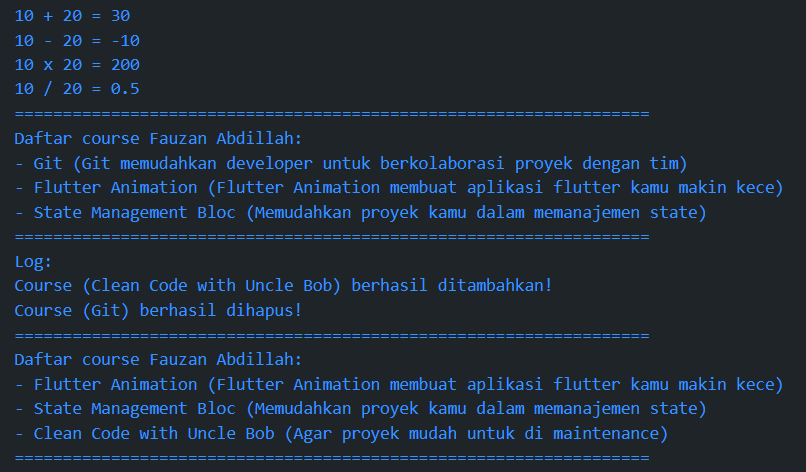 10 + 20 = 30
10 - 20 = -10
10 x 20 = 200
10 / 20 = 0.5
==================================================================
Daftar course Fauzan Abdillah:
- Git (Git memudahkan developer untuk berkolaborasi proyek dengan tim)
- Flutter Animation (Flutter Animation membuat aplikasi flutter kamu makin kece)
- State Management Bloc (Memudahkan proyek kamu dalam memanajemen state)
==================================================================
Log:
Course (Clean Code with Uncle Bob) berhasil ditambahkan!
Course (Git) berhasil dihapus!
==================================================================
Daftar course Fauzan Abdillah:
- Flutter Animation (Flutter Animation membuat aplikasi flutter kamu makin kece)
- State Management Bloc (Memudahkan proyek kamu dalam memanajemen state)
- Clean Code with Uncle Bob (Agar proyek mudah untuk di maintenance)
==================================================================